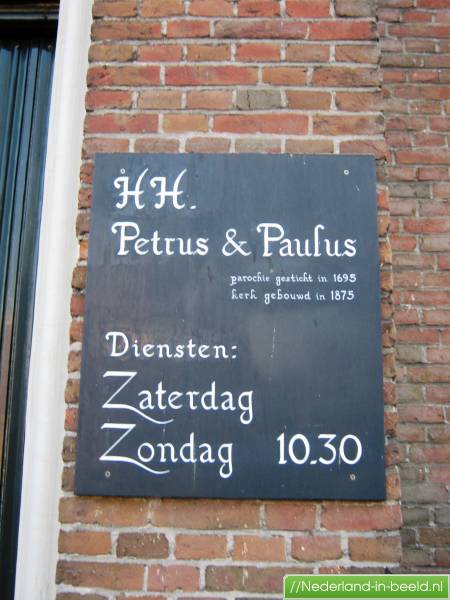 HH.
Petrus & Paulus
parochie gesticht in 1695
kerk gebouwd in 1875
Diensten:
Zaterdag
Zondag 10.30
//Nederland-in-beeld.nl